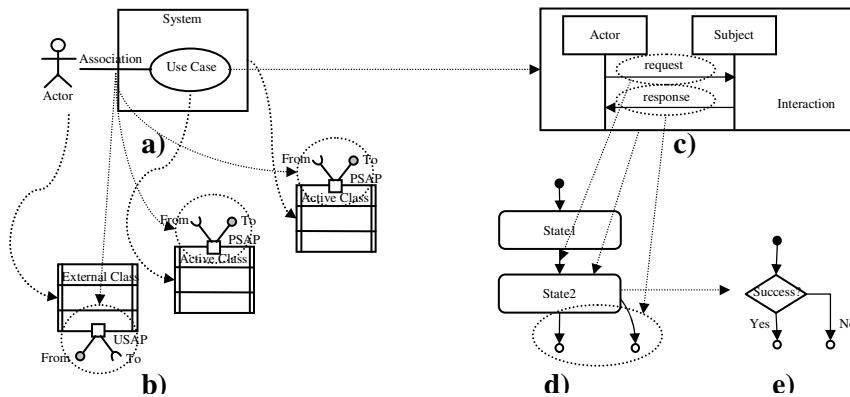 System
Association
Use Case
Actor
a)
From
To
PSAP
Active Class
From
To
PSAP
Active Class
External Class
USAP
From
To
b)
Actor
Subject
request
response
Interaction
c)
State1
State2
d)
Success?
Yes
No
e)